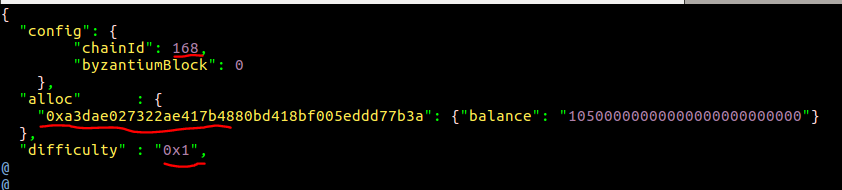 {
"config": {
"chainId": 168,
"byzantiumBlock": 0
},
"alloc" : {
"0xa3dae027322ae417b4880bd418bf005eddd77b3a": {"balance": "105000000000000000000000000"}
},
"difficulty" : "0x1",
@
@